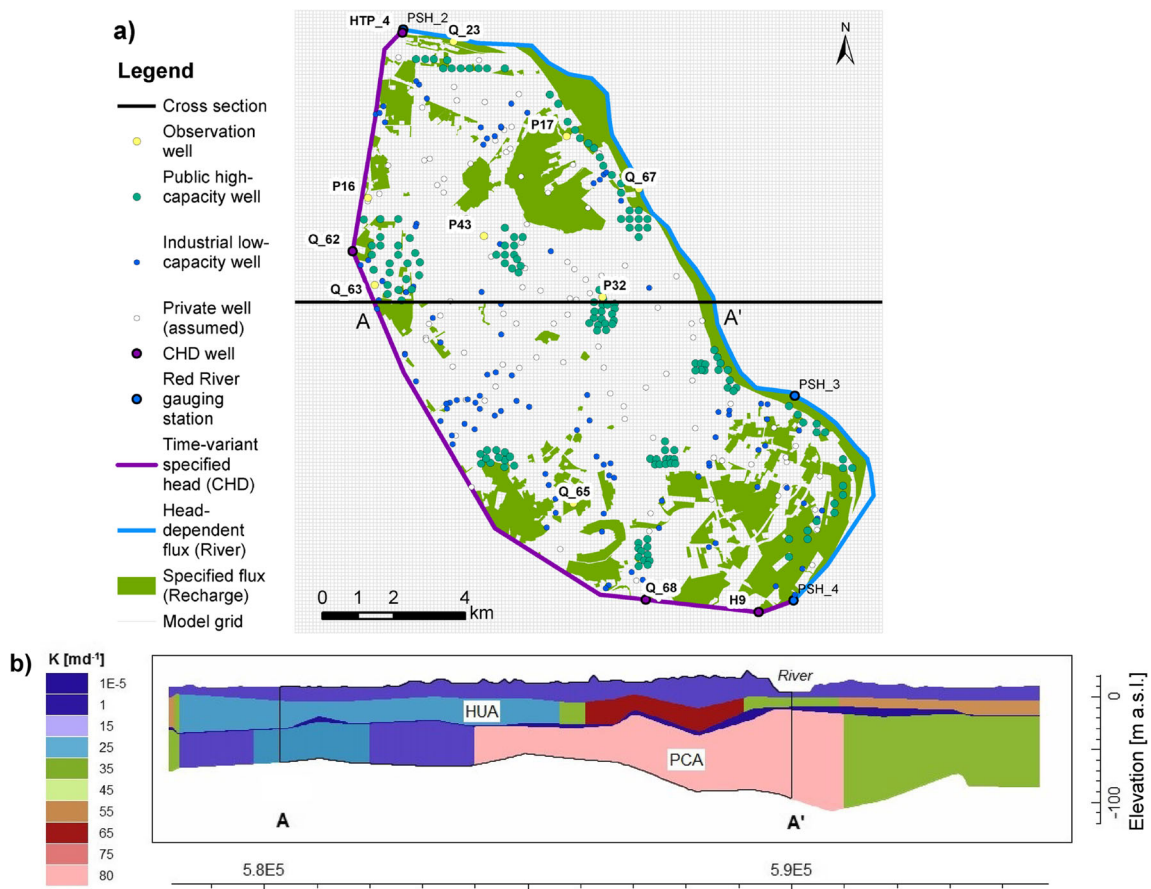 a)
Legend
Cross section
Observation
well
Public high-
capacity well
Industrial low-
capacity well
Private well
(assumed)
CHD well
Red River
gauging
station
Time-variant
specified
head (CHD)
Head-
dependent
flux (River)
Specified flux
(Recharge)
Model grid
HTP_4
PSH_2
Q_23
N
P17
P16
Q_67
Q_62
P43
Q_63
P32
A
A'
PSH_3
Q_65
Q_68
H9
PSH_4
0 1 2 4
km
b)
K [md-1]
1E-5
1
15
25
35
45
55
65
75
80
River
HUA
PCA
A
A'
0
-100
Elevation [m a.s.l.]
5.8E5
5.9E5